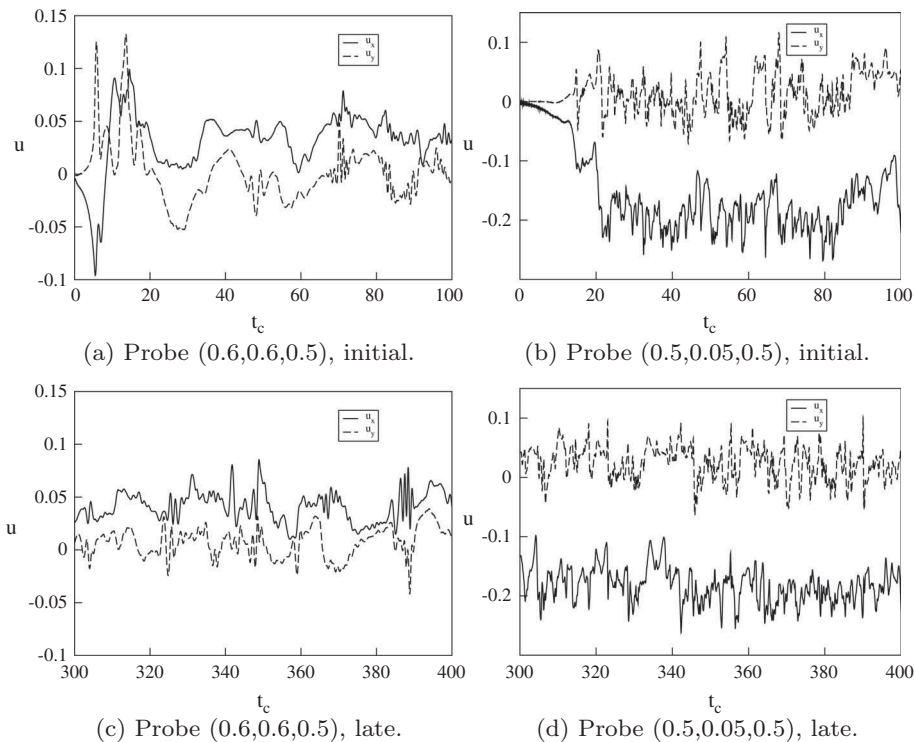 0.15
0.1
0.05
0
-0.05
-0.1
u
u_x
u_y
0 20 40 60 80 100
t_c
(a) Probe (0.6,0.6,0.5), initial.
0.1
0
-0.1
-0.2
u_x
u_y
0 20 40 60 80 100
t_c
(b) Probe (0.5,0.05,0.5), initial.
0.15
0.1
0.05
0
-0.05
-0.1
u
u_x
u_y
300 320 340 360 380 400
t_c
(c) Probe (0.6,0.6,0.5), late.
0.1
0
-0.1
-0.2
u_x
u_y
300 320 340 360 380 400
t_c
(d) Probe (0.5,0.05,0.5), late.